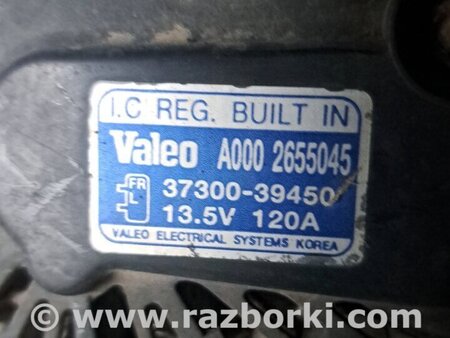 I.C REG. BUILT IN
Valeo A000 2655045
FR 37300-39450
L 13.5V 120A
VALEO ELECTRICAL SYSTEMS KOREA
© www.razborki.com